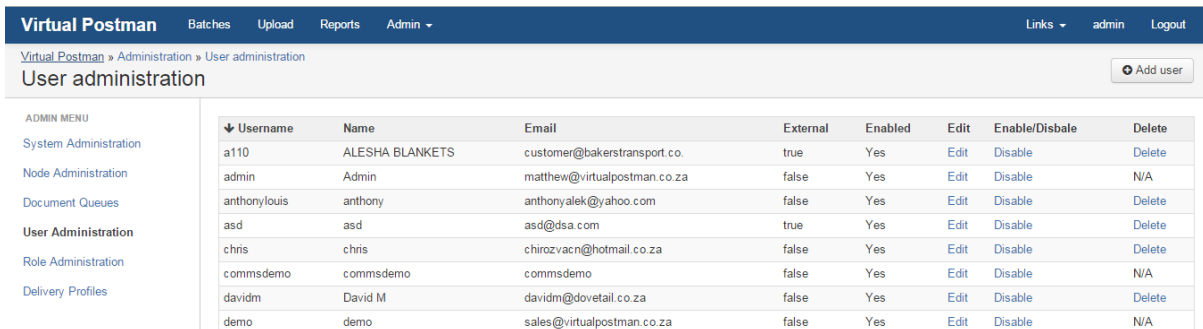 Virtual Postman Batches Upload Reports Admin Links admin Logout
Virtual Postman » Administration » User administration
User administration
Add user
ADMIN MENU
System Administration
Node Administration
Document Queues
User Administration
Role Administration
Delivery Profiles
Username Name Email External Enabled Edit Enable/Disbale Delete
a110 ALESHA BLANKETS customer@bakerstransport.co. true Yes Edit Disable Delete
admin Admin matthew@virtualpostman.co.za false Yes Edit Disable N/A
anthonylouis anthony anthonyalek@yahoo.com false Yes Edit Disable Delete
asd asd asd@dsa.com true Yes Edit Disable Delete
chris chris chirozvacn@hotmail.co.za false Yes Edit Disable Delete
commsdemo commsdemo commsdemo false Yes Edit Disable N/A
davidm David M davidm@dovetail.co.za false Yes Edit Disable Delete
demo demo sales@virtualpostman.co.za false Yes Edit Disable N/A